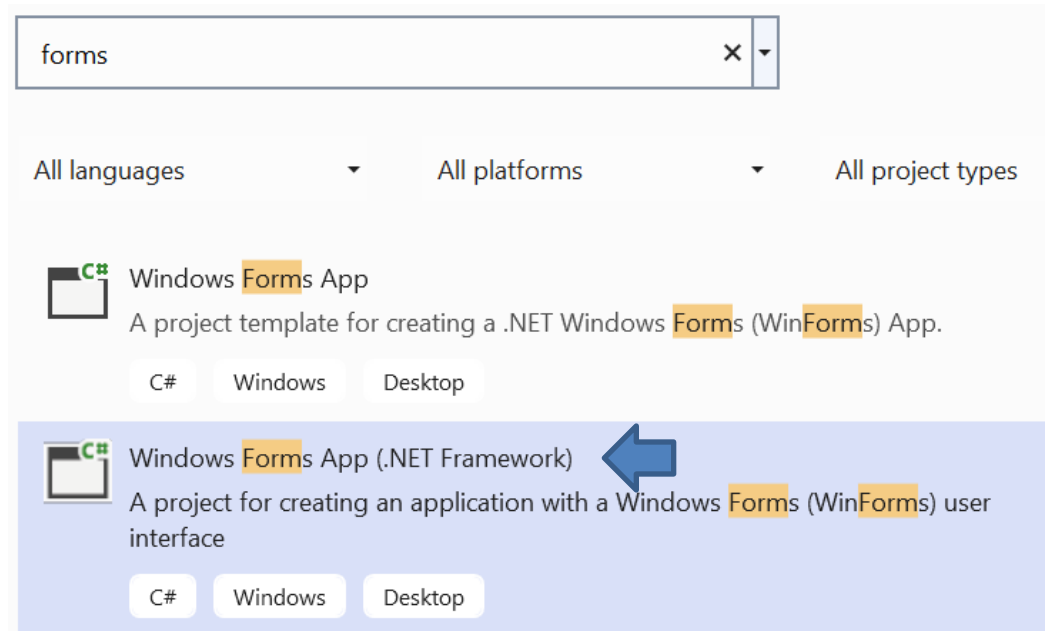 forms
All languages
All platforms
All project types
C#
Windows Forms App
A project template for creating a .NET Windows Forms (WinForms) App.
C# Windows Desktop
C#
Windows Forms App (.NET Framework)
A project for creating an application with a Windows Forms (WinForms) user
interface
C# Windows Desktop